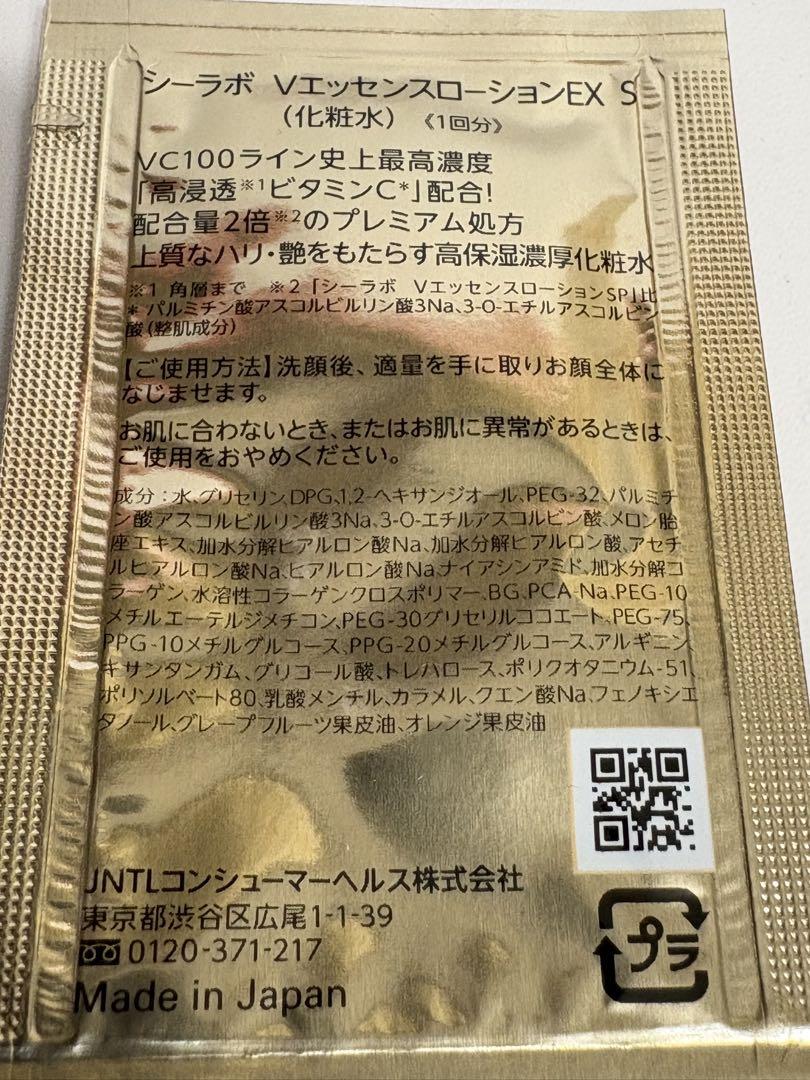 シーラボ VエッセンスローションEX S
(化粧水) 《1回分》
VC100ライン史上最高濃度
「高浸透※1ビタミンC*」配合!
配合量2倍※2のプレミアム処方
上質なハリ・艶をもたらす高保湿濃厚化粧水
※1 角層まで ※2「シーラボ VエッセンスローションSP」比
* パルミチン酸アスコルビルリン酸3Na、3-O-エチルアスコルビン
酸(整肌成分)
【ご使用方法】洗顔後、適量を手に取りお顔全体に
なじませます。
お肌に合わないとき、またはお肌に異常があるときは、
ご使用をおやめください。
成分:水、グリセリン、DPG、1,2-ヘキサンジオール、PEG-32、パルミチ
ン酸アスコルビルリン酸3Na、3-O-エチルアスコルビン酸、メロン胎
座エキス、加水分解ヒアルロン酸Na、加水分解ヒアルロン酸、アセチ
ルヒアルロン酸Na、ヒアルロン酸Na、ナイアシンアミド、加水分解コ
ラーゲン、水溶性コラーゲンクロスポリマー、BG、PCA-Na、PEG-10
メチルエーテルジメチコン、PEG-30グリセリルココエート、PEG-75、
PPG-10メチルグルコース、PPG-20メチルグルコース、アルギニン、
キサンタンガム、グリコール酸、トレハロース、ポリクオタニウム-51、
ポリソルベート80、乳酸メンチル、カラメル、クエン酸Na、フェノキシエ
タノール、グレープフルーツ果皮油、オレンジ果皮油
JNTLコンシューマーヘルス株式会社
東京都渋谷区広尾1-1-39
0120-371-217
Made in Japan
プラ